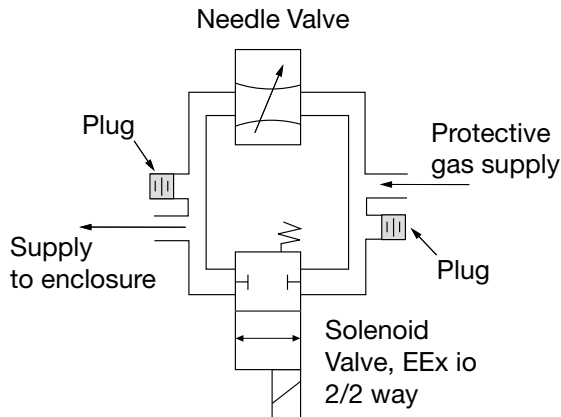 Needle Valve
Plug
Protective
gas supply
Supply
to enclosure
Plug
Solenoid
Valve, EEx io
2/2 way